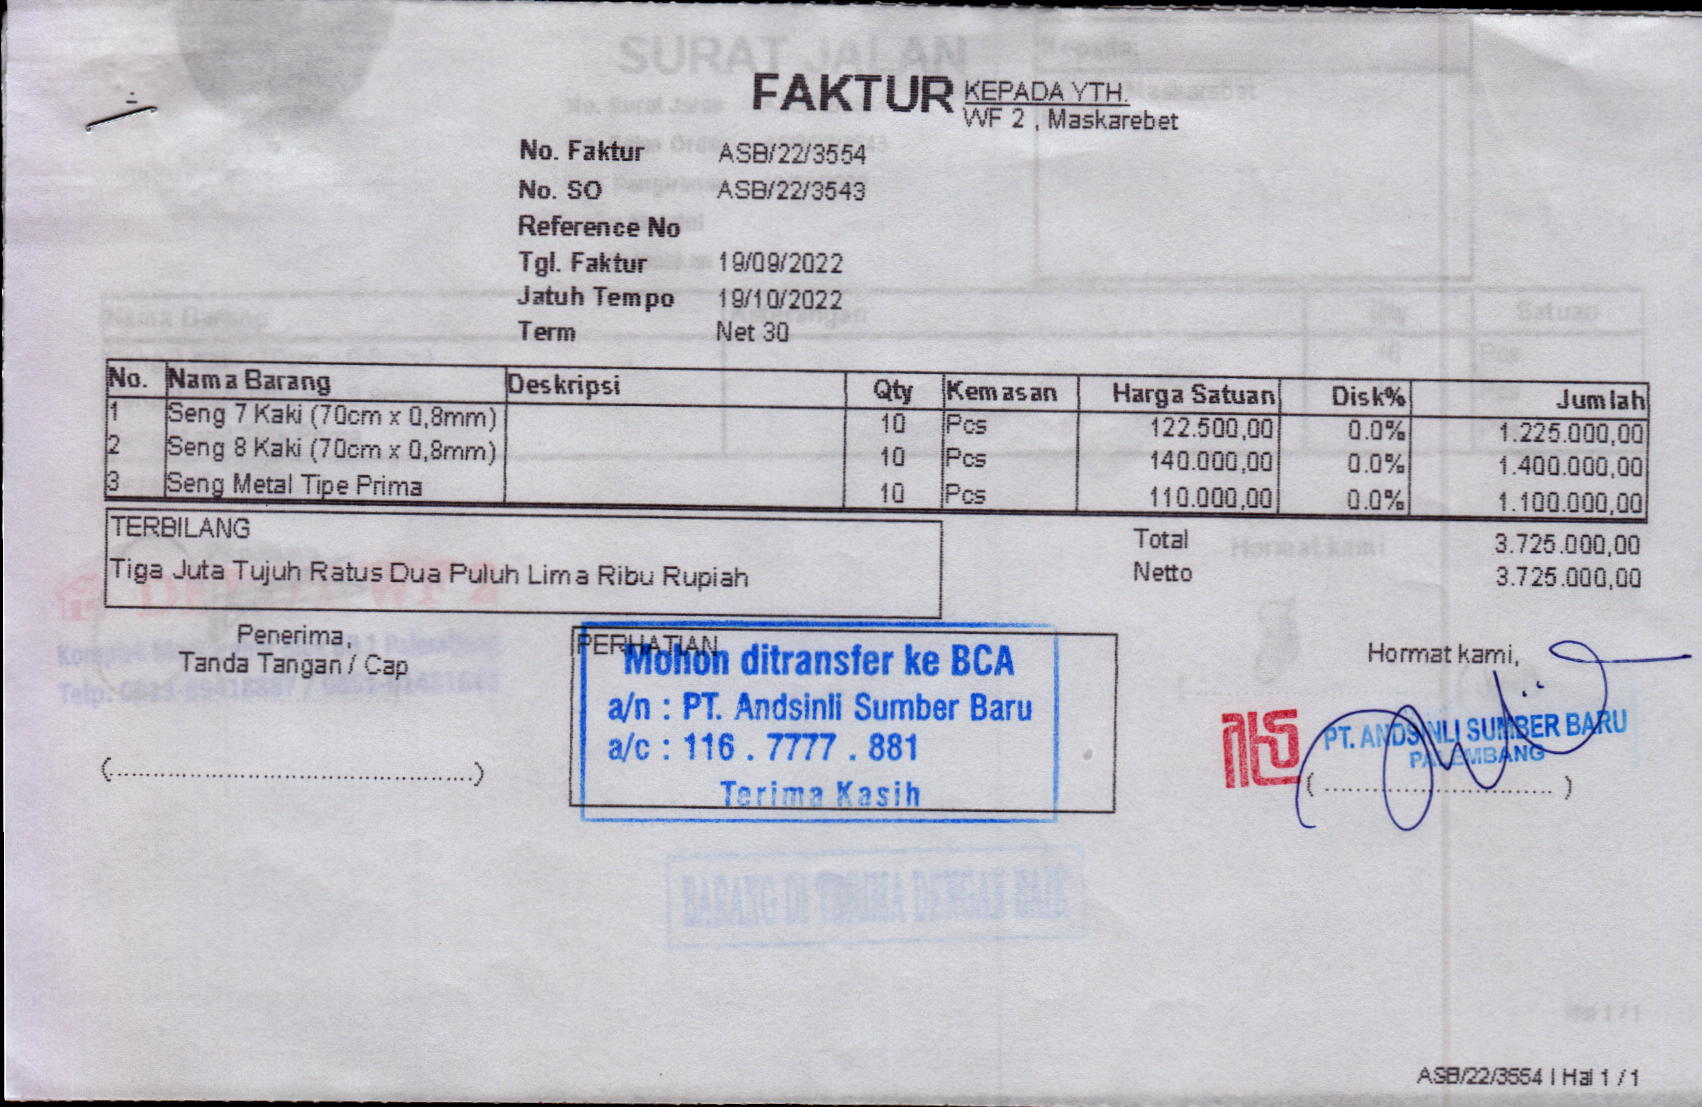 SURAT JALAN
Kepada:
FAKTUR
KEPADA YTH.
WF 2 , Maskarebet
No. Faktur ASB/22/3554
No. SO ASB/22/3543
Reference No
Tgl. Faktur 19/09/2022
Jatuh Tempo 19/10/2022
Term Net 30
No. Nama Barang Deskripsi Qty Kemasan Harga Satuan Disk% Jumlah
1 Seng 7 Kaki (70cm x 0,8mm) 10 Pcs 122.500,00 0.0% 1.225.000,00
2 Seng 8 Kaki (70cm x 0,8mm) 10 Pcs 140.000,00 0.0% 1.400.000,00
3 Seng Metal Tipe Prima 10 Pcs 110.000,00 0.0% 1.100.000,00
TERBILANG
Tiga Juta Tujuh Ratus Dua Puluh Lima Ribu Rupiah
Total 3.725.000,00
Netto 3.725.000,00
Penerima,
Tanda Tangan / Cap
(..............................................)
PERHATIAN
Mohon ditransfer ke BCA
a/n : PT. Andsinli Sumber Baru
a/c : 116 . 7777 . 881
Terima Kasih
Hormat kami,
PT. ANDSINLI SUMBER BARU
PALEMBANG
( ............................. )
BARANG DI TERIMA DENGAN BAIK
ASB/22/3554 | Hal 1 / 1